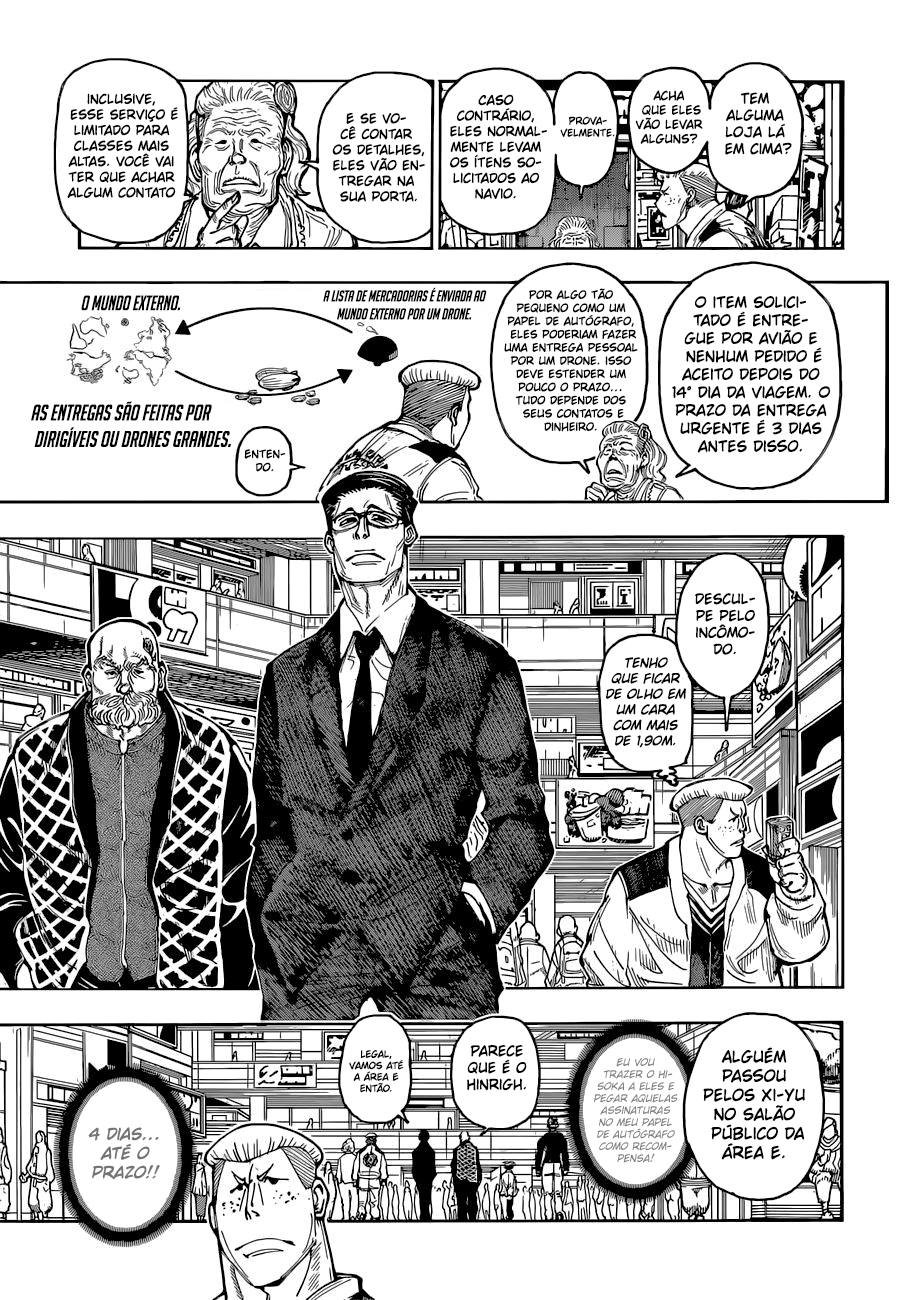 TEM
ALGUMA
LOJA LÁ
EM CIMA?
ACHA
QUE ELES
VÃO LEVAR
ALGUNS?
PROVA-
VELMENTE.
CASO
CONTRÁRIO,
ELES NORMAL-
MENTE LEVAM
OS ÍTENS SO-
LICITADOS AO
NAVIO.
E SE VO-
CÊ CONTAR
OS DETALHES,
ELES VÃO EN-
TREGAR NA
SUA PORTA.
INCLUSIVE,
ESSE SERVIÇO É
LIMITADO PARA
CLASSES MAIS
ALTAS. VOCÊ VAI
TER QUE ACHAR
ALGUM CONTATO
O ITEM SOLICI-
TADO É ENTRE-
GUE POR AVIÃO E
NENHUM PEDIDO É
ACEITO DEPOIS DO
14° DIA DA VIAGEM. O
PRAZO DA ENTREGA
URGENTE É 3 DIAS
ANTES DISSO.
POR ALGO TÃO
PEQUENO COMO UM
PAPEL DE AUTÓGRAFO,
ELES PODERIAM FAZER
UMA ENTREGA PESSOAL
POR UM DRONE. ISSO
DEVE ESTENDER UM
POUCO O PRAZO...
TUDO DEPENDE DOS
SEUS CONTATOS E
DINHEIRO.
A LISTA DE MERCADORIAS É ENVIADA AO
MUNDO EXTERNO POR UM DRONE.
O MUNDO EXTERNO.
AS ENTREGAS SÃO FEITAS POR
DIRIGÍVEIS OU DRONES GRANDES.
ENTEN-
DO.
DESCUL-
PE PELO
INCÔMO-
DO.
TENHO
QUE FICAR
DE OLHO EM
UM CARA
COM MAIS
DE 1,90M.
ALGUÉM
PASSOU
PELOS XI-YU
NO SALÃO
PÚBLICO DA
ÁREA E.
EU VOU
TRAZER O HI-
SOKA A ELES E
PEGAR AQUELAS
ASSINATURAS
NO MEU PAPEL
DE AUTÓGRAFO
COMO RECOM-
PENSA!
PARECE
QUE É O
HINRIGH.
LEGAL,
VAMOS ATÉ
A ÁREA E
ENTÃO.
4 DIAS...
ATÉ O
PRAZO!!